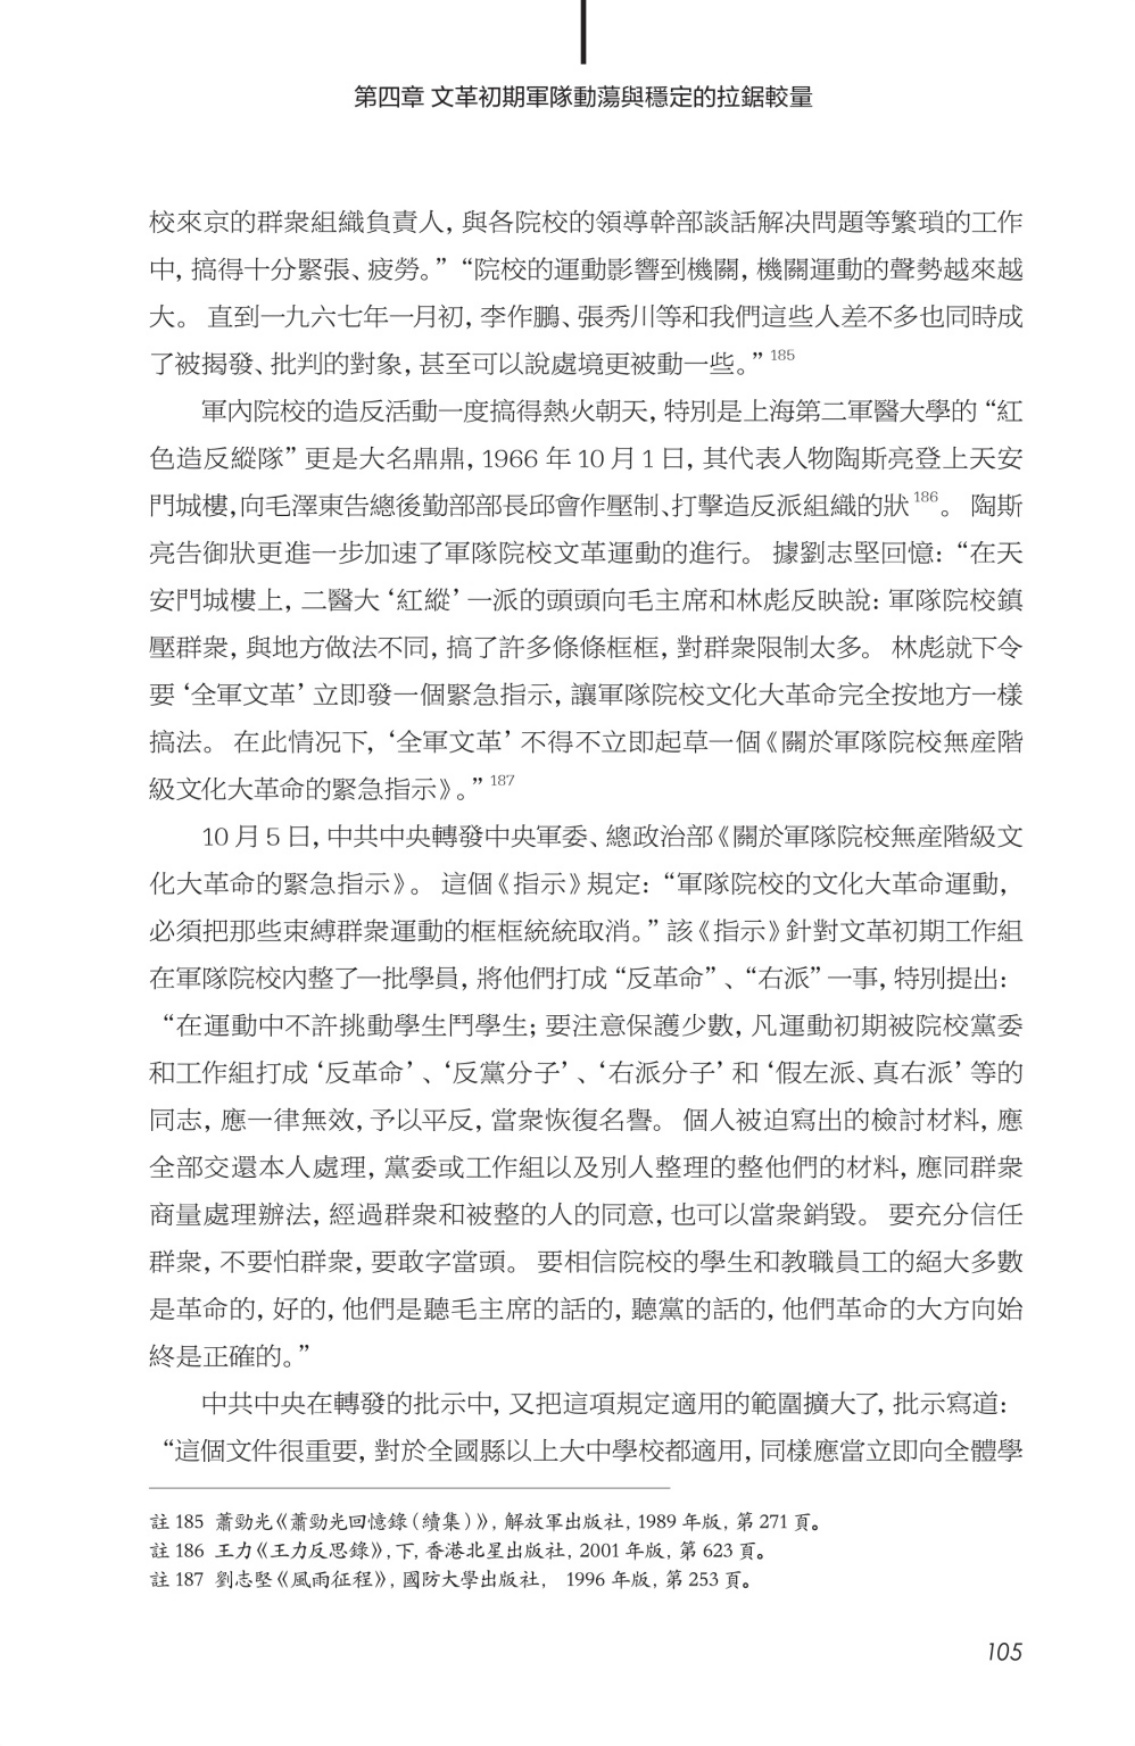 第四章 文革初期軍隊動蕩與穩定的拉鋸較量
校來京的群衆組織負責人, 與各院校的領導幹部談話解决問題等繁瑣的工作
中, 搞得十分緊張、疲勞。” “院校的運動影響到機關, 機關運動的聲勢越來越
大。 直到一九六七年一月初, 李作鵬、張秀川等和我們這些人差不多也同時成
了被揭發、批判的對象, 甚至可以說處境更被動一些。” 185
軍內院校的造反活動一度搞得熱火朝天, 特別是上海第二軍醫大學的 “紅
色造反縱隊” 更是大名鼎鼎, 1966 年 10 月 1 日, 其代表人物陶斯亮登上天安
門城樓,向毛澤東告總後勤部部長邱會作壓制、打擊造反派組織的狀 186 。 陶斯
亮告御狀更進一步加速了軍隊院校文革運動的進行。 據劉志堅回憶: “在天
安門城樓上, 二醫大 ‘紅縱’ 一派的頭頭向毛主席和林彪反映說: 軍隊院校鎮
壓群衆, 與地方做法不同, 搞了許多條條框框, 對群衆限制太多。 林彪就下令
要 ‘全軍文革’ 立即發一個緊急指示, 讓軍隊院校文化大革命完全按地方一樣
搞法。 在此情况下, ‘全軍文革’ 不得不立即起草一個《關於軍隊院校無産階
級文化大革命的緊急指示》。” 187
10 月 5 日, 中共中央轉發中央軍委、總政治部《關於軍隊院校無産階級文
化大革命的緊急指示》。 這個《指示》規定: “軍隊院校的文化大革命運動,
必須把那些束縛群衆運動的框框統統取消。” 該《指示》針對文革初期工作組
在軍隊院校內整了一批學員, 將他們打成 “反革命” 、“右派” 一事, 特別提出:
“在運動中不許挑動學生鬥學生; 要注意保護少數, 凡運動初期被院校黨委
和工作組打成 ‘反革命’ 、‘反黨分子’ 、‘右派分子’ 和 ‘假左派、真右派’ 等的
同志, 應一律無效, 予以平反, 當衆恢復名譽。 個人被迫寫出的檢討材料, 應
全部交還本人處理, 黨委或工作組以及別人整理的整他們的材料, 應同群衆
商量處理辦法, 經過群衆和被整的人的同意, 也可以當衆銷毀。 要充分信任
群衆, 不要怕群衆, 要敢字當頭。 要相信院校的學生和教職員工的絕大多數
是革命的, 好的, 他們是聽毛主席的話的, 聽黨的話的, 他們革命的大方向始
終是正確的。”
中共中央在轉發的批示中, 又把這項規定適用的範圍擴大了, 批示寫道:
“這個文件很重要, 對於全國縣以上大中學校都適用, 同樣應當立即向全體學
註 185 蕭勁光《蕭勁光回憶錄(續集)》, 解放軍出版社, 1989 年版, 第 271 頁。
註 186 王力《王力反思錄》, 下, 香港北星出版社, 2001 年版, 第 623 頁。
註 187 劉志堅《風雨征程》, 國防大學出版社, 1996 年版, 第 253 頁。
105